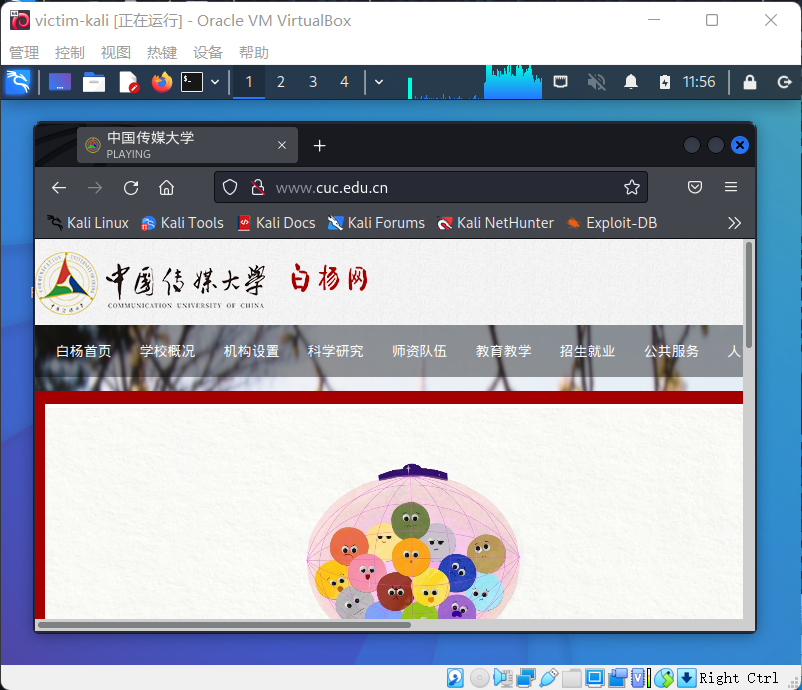 victim-kali [正在运行] - Oracle VM VirtualBox
管理 控制 视图 热键 设备 帮助
1 2 3 4 11:56
中国传媒大学
PLAYING
www.cuc.edu.cn
Kali Linux Kali Tools Kali Docs Kali Forums Kali NetHunter Exploit-DB
中国传媒大学 白杨网
COMMUNICATION UNIVERSITY OF CHINA
白杨首页 学校概况 机构设置 科学研究 师资队伍 教育教学 招生就业 公共服务 人
Right Ctrl